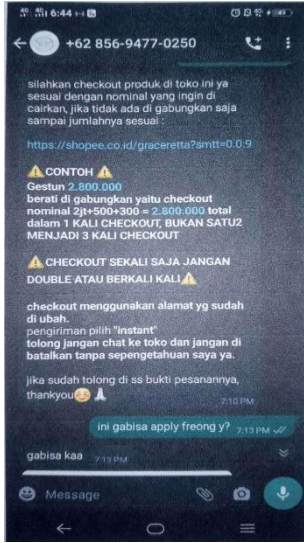 6:44
+62 856-9477-0250
silahkan checkout produk di toko ini ya
sesuai dengan nominal yang ingin di
cairkan, jika tidak ada di gabungkan saja
sampai jumlahnya sesuai :
https://shopee.co.id/graceretta?smtt=0.0.9
⚠️CONTOH ⚠️
Gestun 2.800.000
berati di gabungkan yaitu checkout
nominal 2jt+500+300 = 2.800.000 total
dalam 1 KALI CHECKOUT, BUKAN SATU2
MENJADI 3 KALI CHECKOUT
⚠️CHECKOUT SEKALI SAJA JANGAN
DOUBLE ATAU BERKALI KALI⚠️
checkout menggunakan alamat yg sudah
di ubah.
pengiriman pilih "instant"
tolong jangan chat ke toko dan jangan di
batalkan tanpa sepengetahuan saya ya.
jika sudah tolong di ss bukti pesanannya,
thankyou
7:10 PM
ini gabisa apply freong y? 7:13 PM
gabisa kaa 7:13 PM
Message